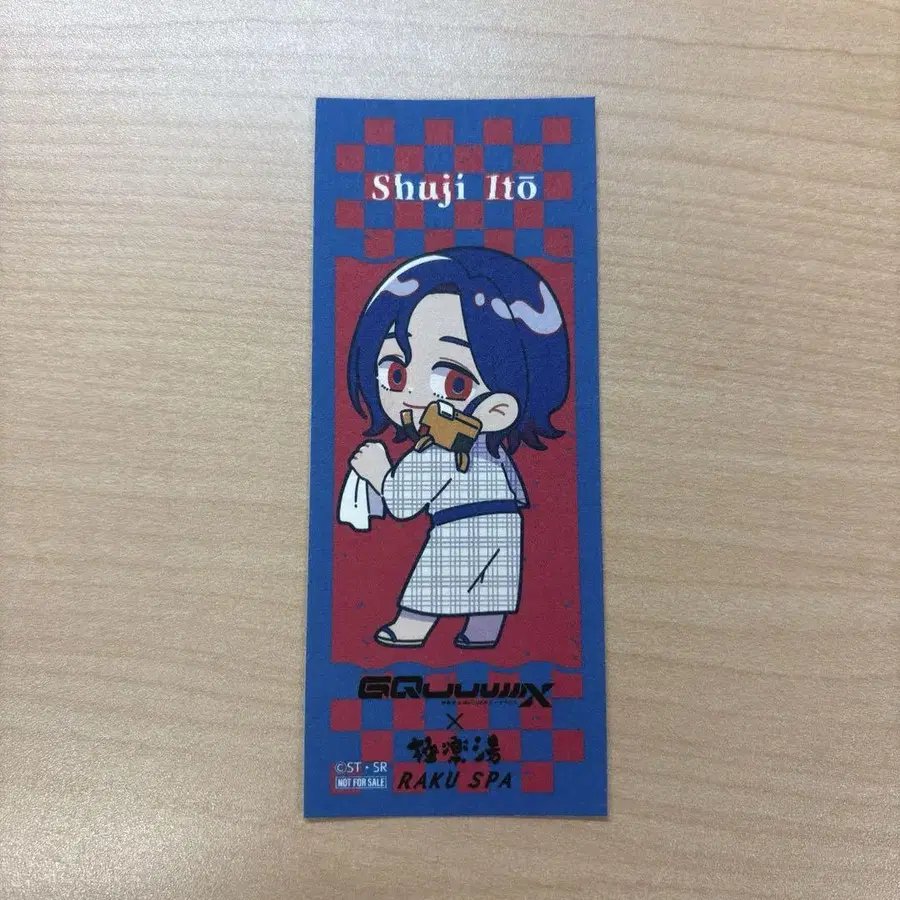 Shuji Itō
GQuuuuuuX
×
極楽湯
©ST・SR
NOT FOR SALE
RAKU SPA